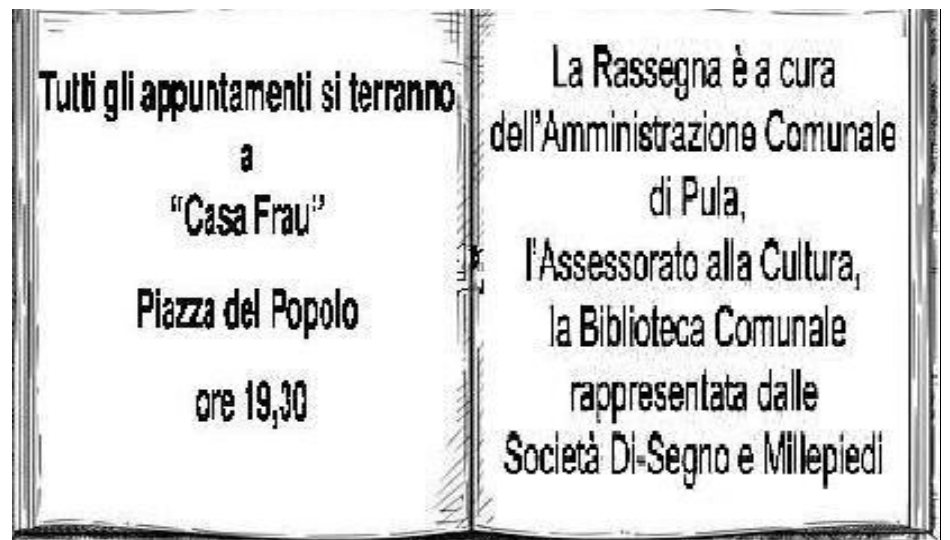 Tutti gli appuntamenti si terranno
a
“Casa Frau”
Piazza del Popolo
ore 19,30
La Rassegna è a cura
dell'Amministrazione Comunale
di Pula,
l'Assessorato alla Cultura,
la Biblioteca Comunale
rappresentata dalle
Società Di-Segno e Millepiedi